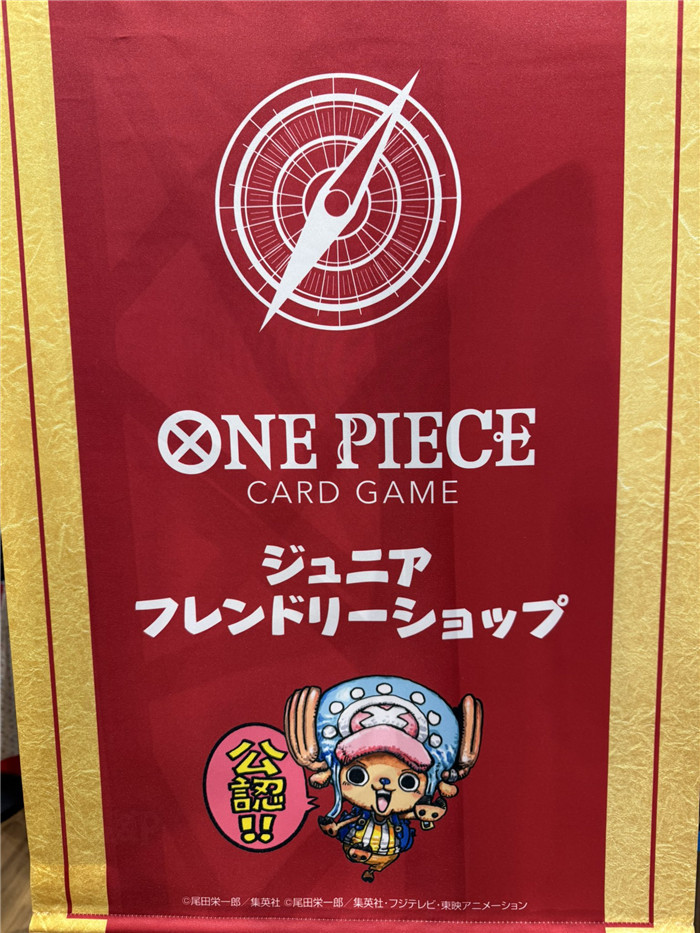 ONE PIECE
CARD GAME
ジュニア
フレンドリーショップ
公認!!
©尾田栄一郎／集英社 ©尾田栄一郎／集英社・フジテレビ・東映アニメーション